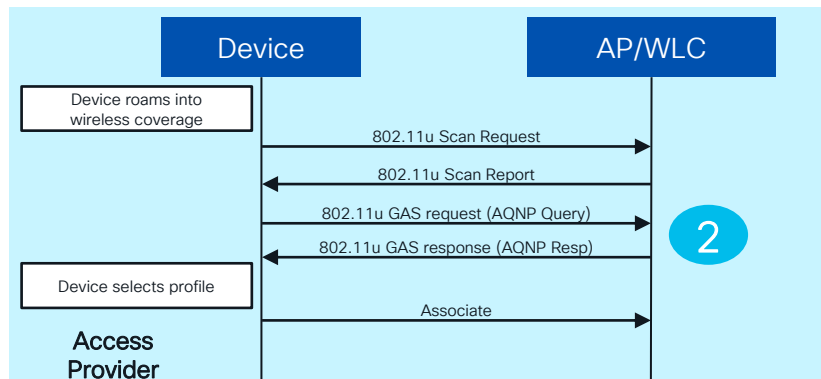 Device
AP/WLC
Device roams into
wireless coverage
802.11u Scan Request
802.11u Scan Report
802.11u GAS request (AQNP Query)
2
802.11u GAS response (AQNP Resp)
Device selects profile
Associate
Access
Provider